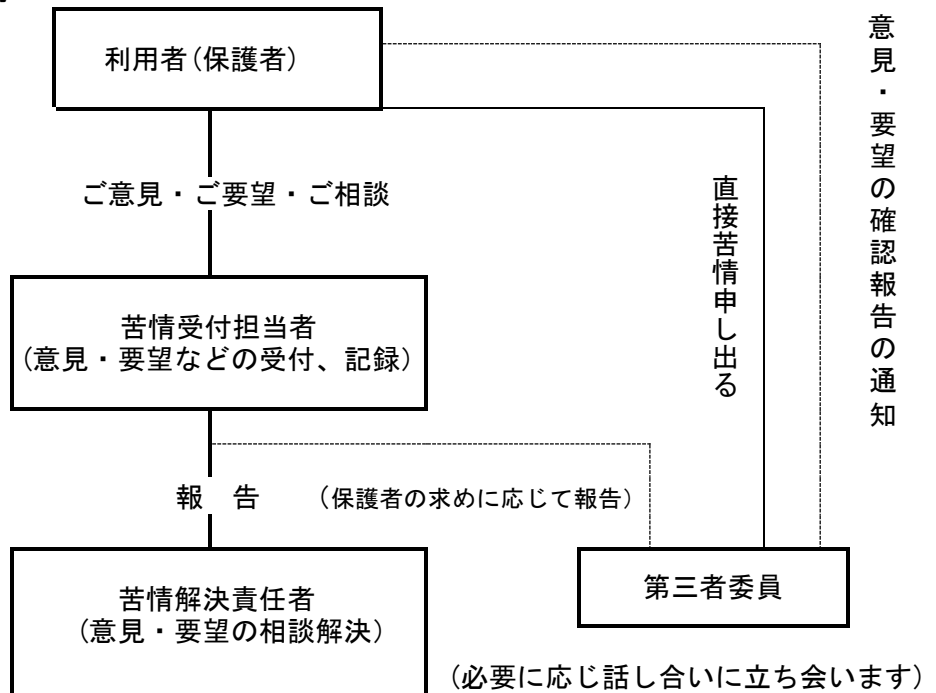 利用者(保護者)
意見・要望の確認報告の通知
ご意見・ご要望・ご相談
直接苦情申し出る
苦情受付担当者
(意見・要望などの受付、記録)
報　告　　(保護者の求めに応じて報告)
苦情解決責任者
(意見・要望の相談解決)
第三者委員
(必要に応じ話し合いに立ち会います)